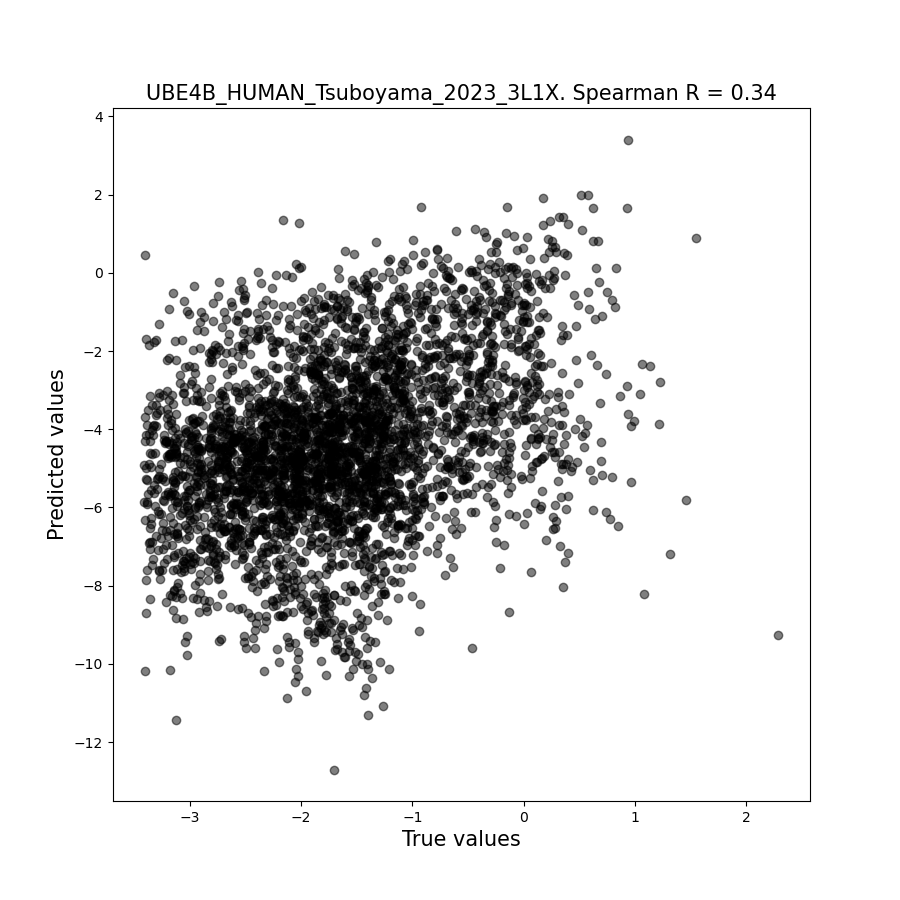 UBE4B_HUMAN_Tsuboyama_2023_3L1X. Spearman R = 0.34
4
2
0
−2
−4
−6
−8
−10
−12
Predicted values
−3 −2 −1 0 1 2
True values